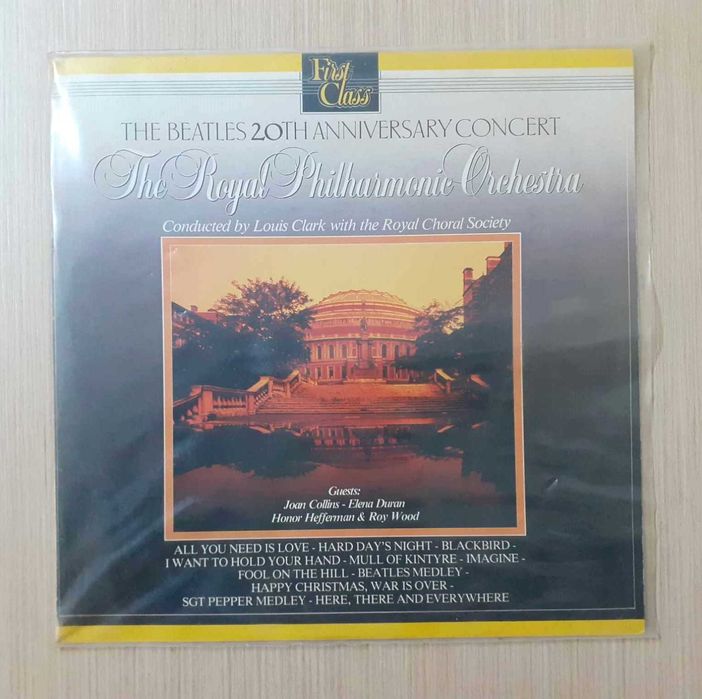 First
Class
THE BEATLES 20TH ANNIVERSARY CONCERT
The Royal Philharmonic Orchestra
Conducted by Louis Clark with the Royal Choral Society
Guests:
Joan Collins - Elena Duran
Honor Hefferman & Roy Wood
ALL YOU NEED IS LOVE - HARD DAY'S NIGHT - BLACKBIRD -
I WANT TO HOLD YOUR HAND - MULL OF KINTYRE - IMAGINE -
FOOL ON THE HILL - BEATLES MEDLEY -
HAPPY CHRISTMAS, WAR IS OVER -
SGT PEPPER MEDLEY - HERE, THERE AND EVERYWHERE